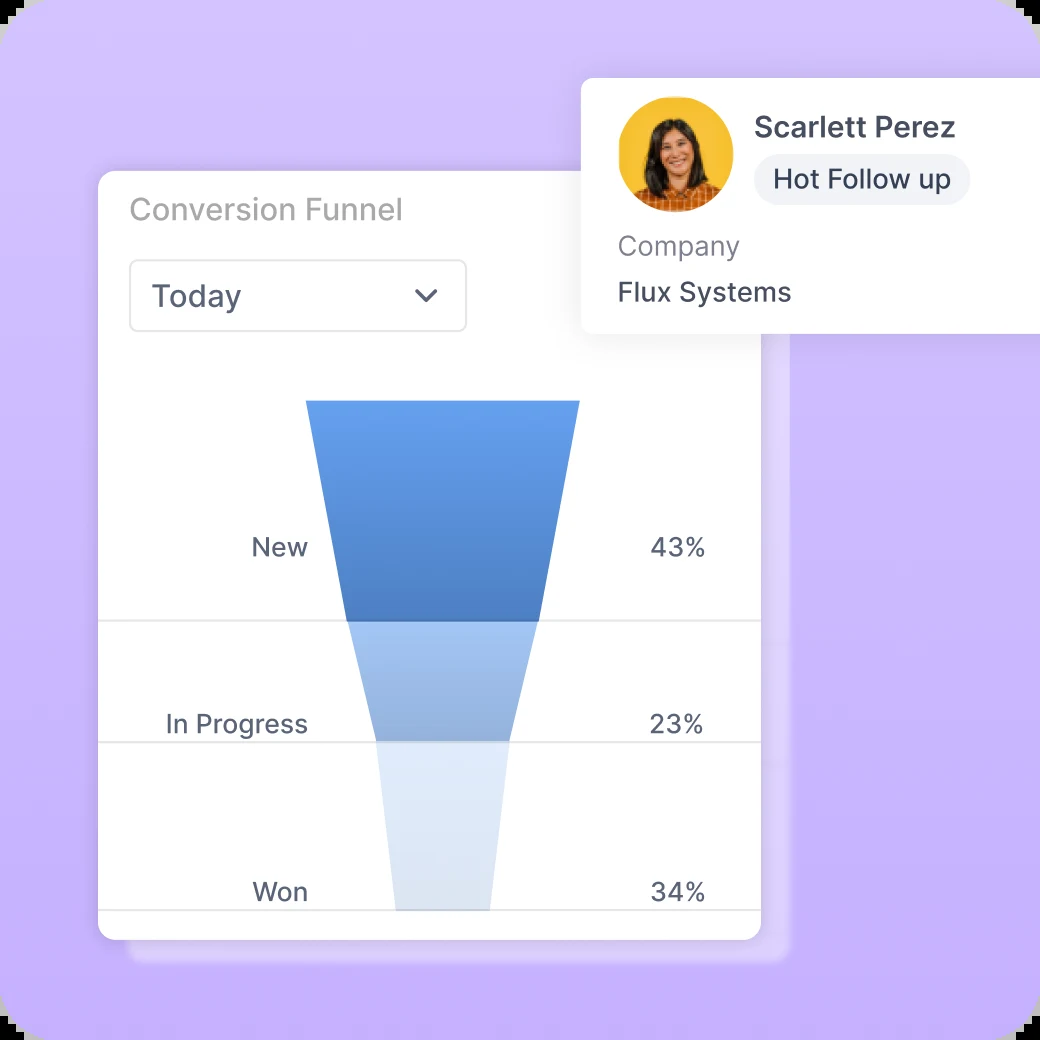 Scarlett Perez
Hot Follow up
Company
Flux Systems
Conversion Funnel
Today
New 43%
In Progress 23%
Won 34%